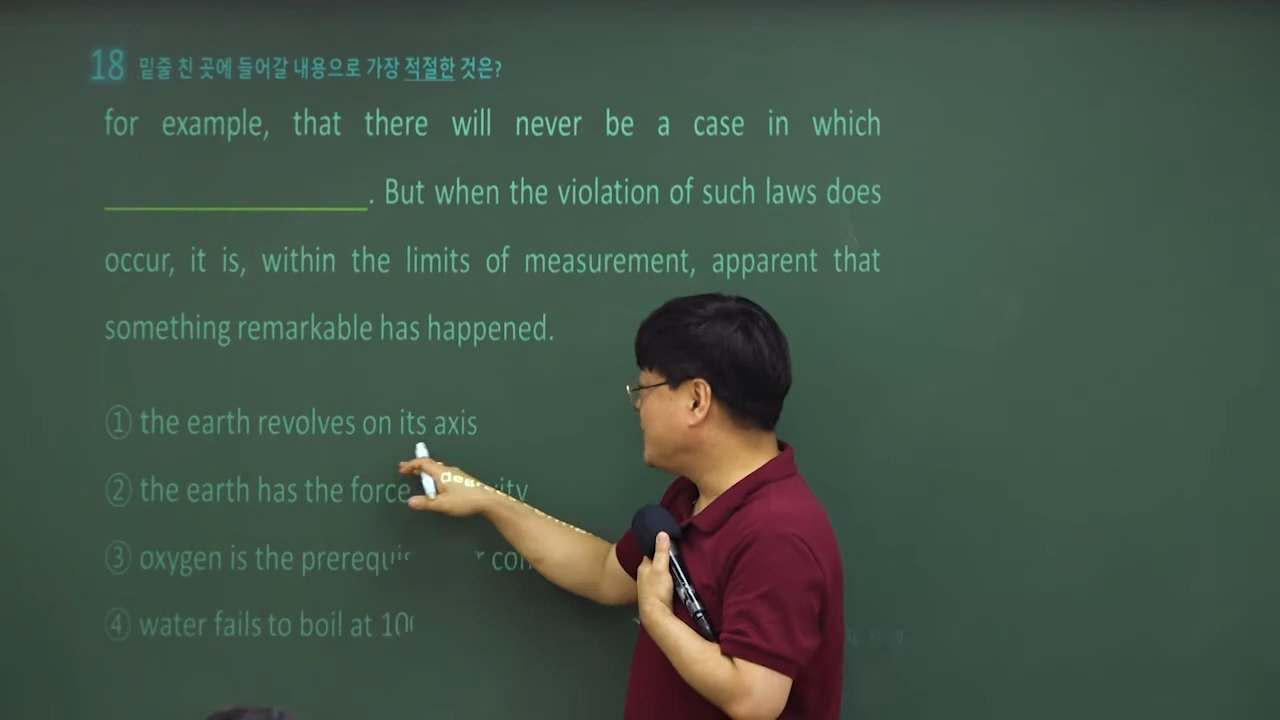 18 밑줄 친 곳에 들어갈 내용으로 가장 적절한 것은?
for example, that there will never be a case in which
. But when the violation of such laws does
occur, it is, within the limits of measurement, apparent that
something remarkable has happened.
① the earth revolves on its axis
② the earth has the force
③ oxygen is the
④ water fails to boil at